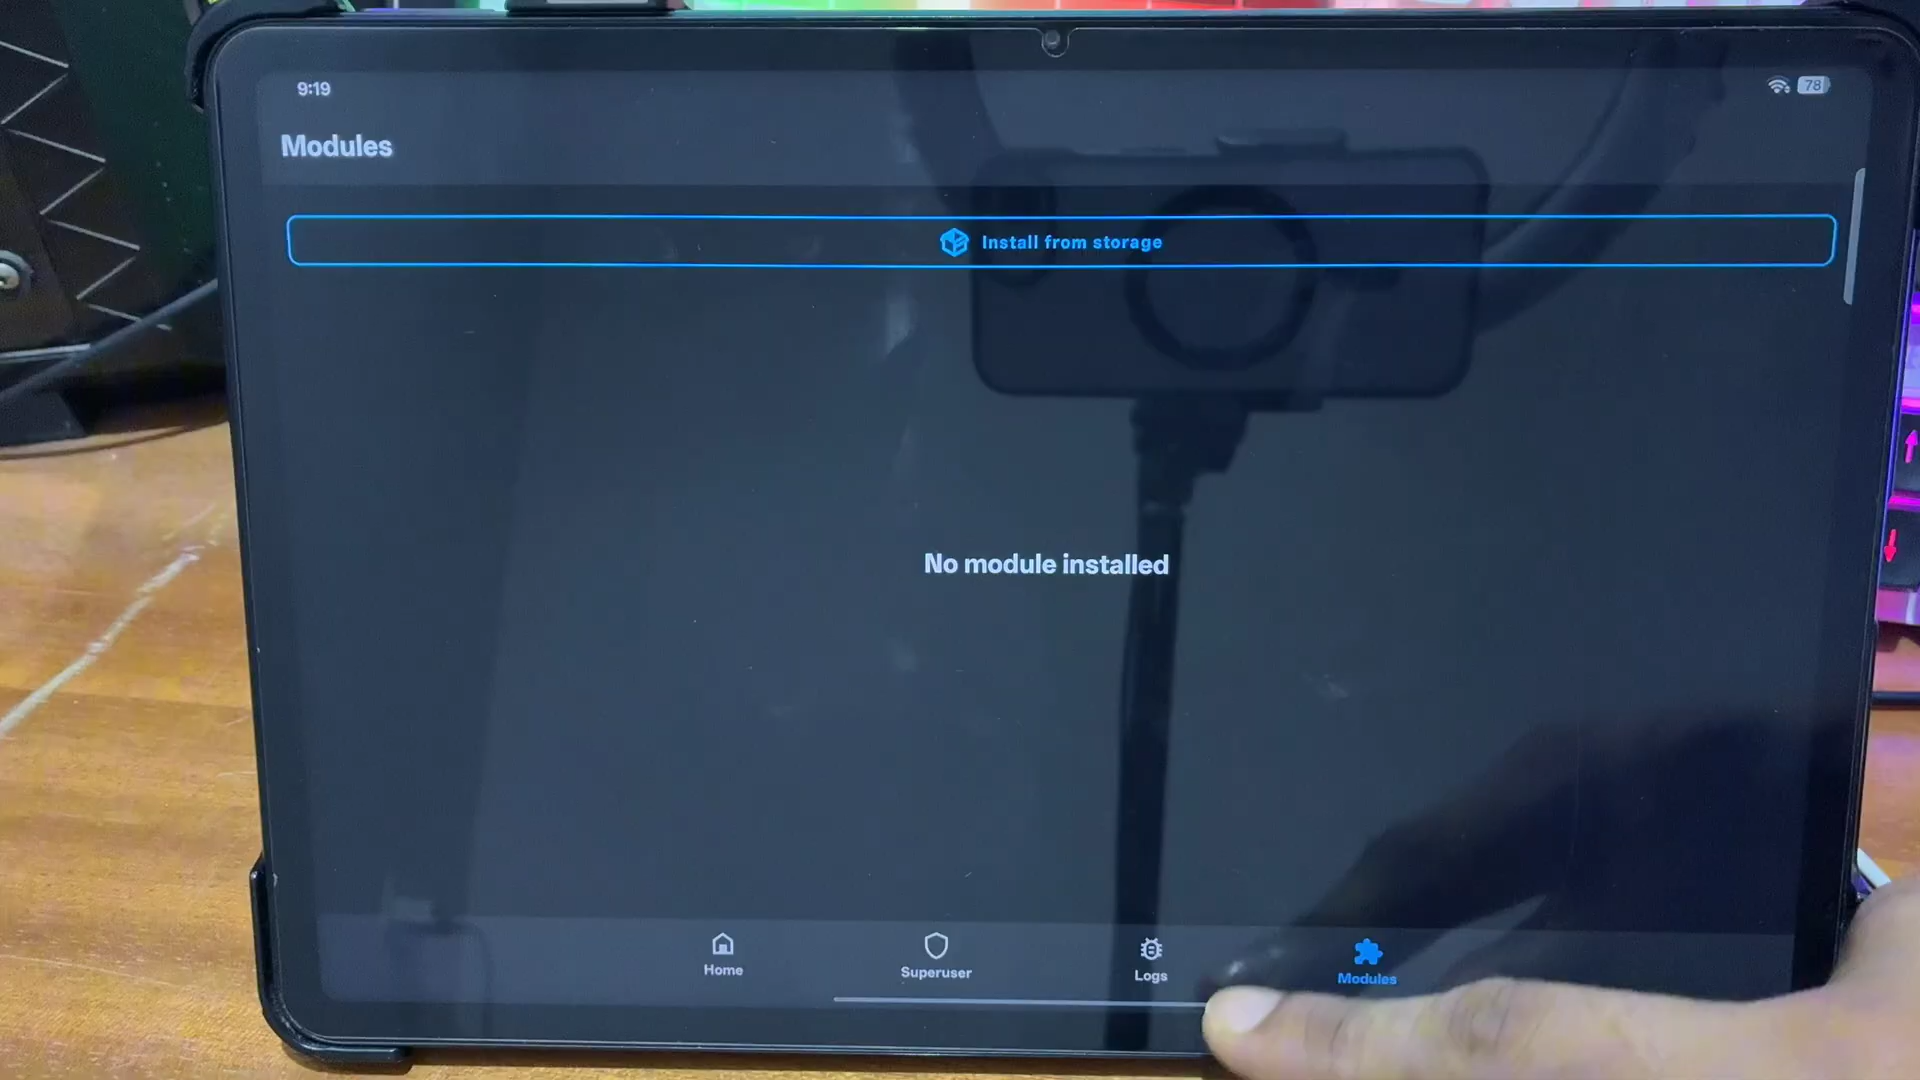 9:19
78
Modules
Install from storage
No module installed
Home
Superuser
Logs
Modules